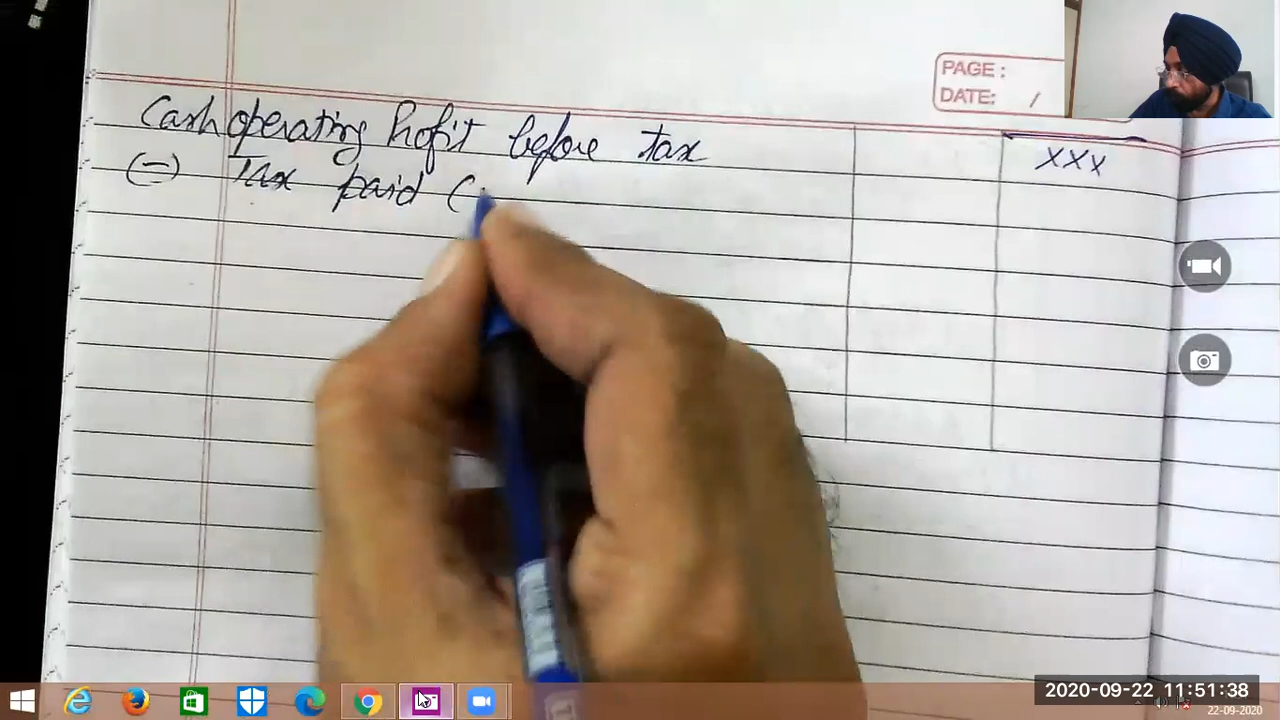 PAGE :
DATE: /
Cash operating Profit before tax XXX
(-) Tax paid (
2020-09-22 11:51:38
22-09-2020